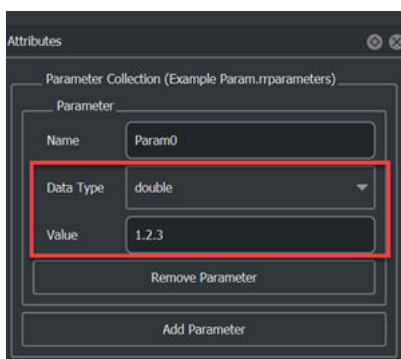 Attributes
Parameter Collection (Example Param.rrparameters)
Parameter
Name Param0
Data Type double
Value 1.2.3
Remove Parameter
Add Parameter